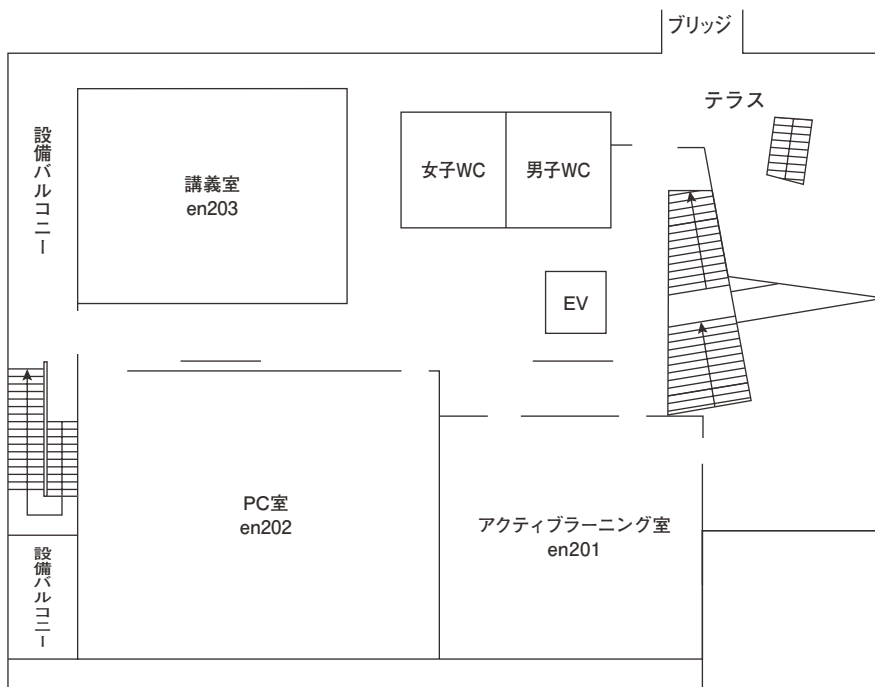 ブリッジ
テラス
設備バルコニー
講義室
en203
女子WC
男子WC
EV
PC室
en202
アクティブラーニング室
en201
設備バルコニー